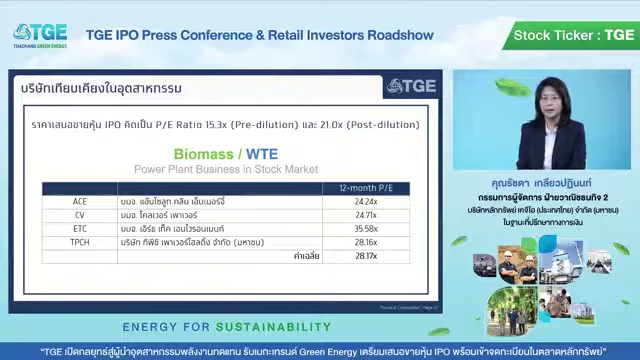 TGE
THACHANG GREEN ENERGY
TGE IPO Press Conference & Retail Investors Roadshow
Stock Ticker : TGE
บริษัทเทียบเคียงในอุตสาหกรรม
TGE
ราคาเสนอขายหุ้น IPO คิดเป็น P/E Ratio 15.3x (Pre-dilution) และ 21.0x (Post-dilution)
Biomass / WTE
Power Plant Business in Stock Market
12-month P/E
ACE บมจ. แอ๊บโซลูท คลีน เอ็นเนอร์จี้ 24.24x
CV บมจ. โคลเวอร์ เพาเวอร์ 24.71x
ETC บมจ. เอิร์ธ เท็ค เอนไวรอนเมนท์ 35.58x
TPCH บริษัท ทีพีซี เพาเวอร์โฮลดิ้ง จำกัด (มหาชน) 28.16x
ค่าเฉลี่ย 28.17x
Private & Confidential / Page
คุณรัชดา เกลียวปฏินนท์
กรรมการผู้จัดการ ฝ่ายวาณิชธนกิจ 2
บริษัทหลักทรัพย์ เคจีไอ (ประเทศไทย) จำกัด (มหาชน)
ในฐานะที่ปรึกษาทางการเงิน
ENERGY FOR SUSTAINABILITY
"TGE เปิดกลยุทธ์สู่ผู้นำอุตสาหกรรมพลังงานทดแทน รับเมกะเทรนด์ Green Energy เตรียมเสนอขายหุ้น IPO พร้อมเข้าจดทะเบียนในตลาดหลักทรัพย์"